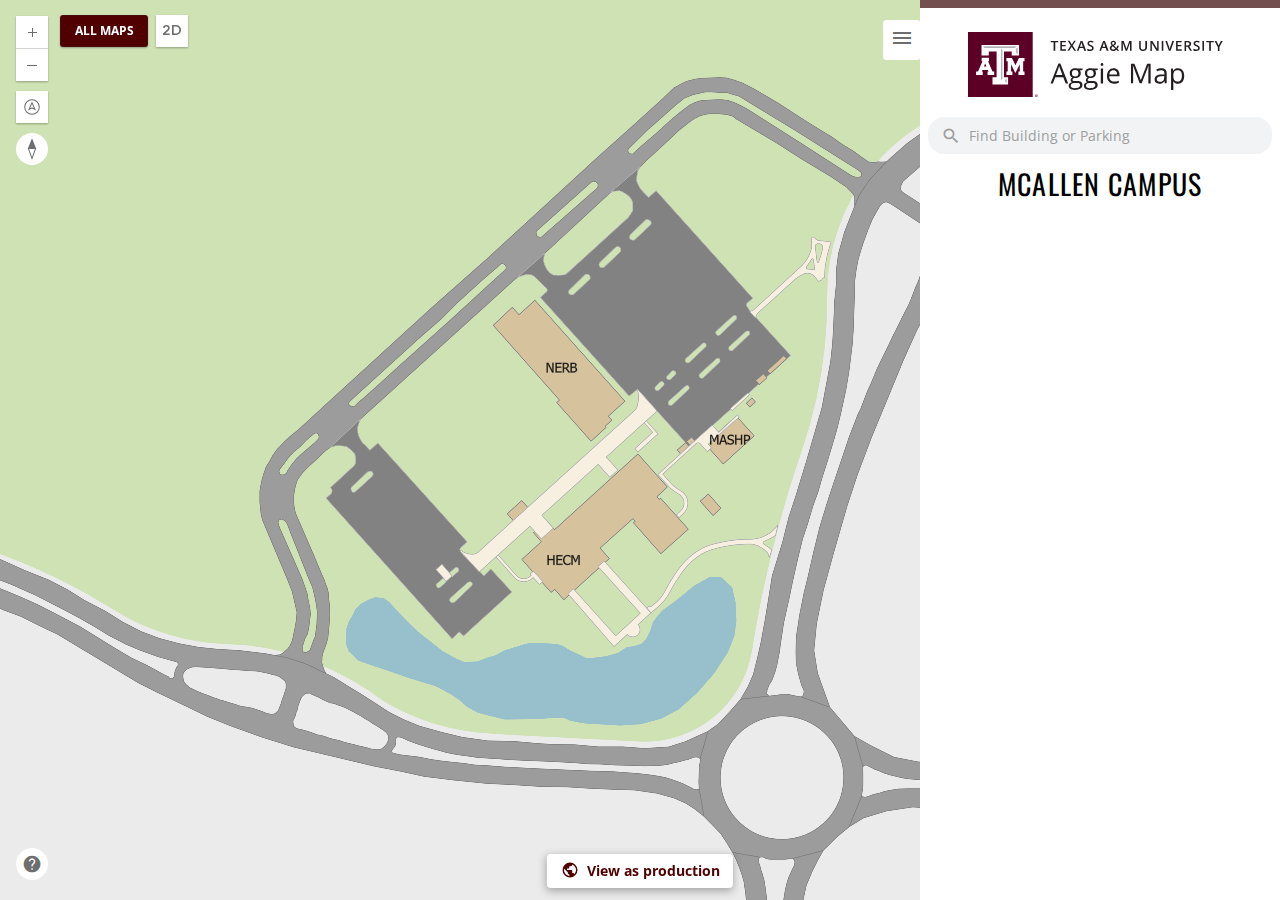 +
ALL MAPS
2D
−
TEXAS A&M UNIVERSITY
Aggie Map
ATM
Find Building or Parking
MCALLEN CAMPUS
A
NERB
MASHP
HECM
?
View as production